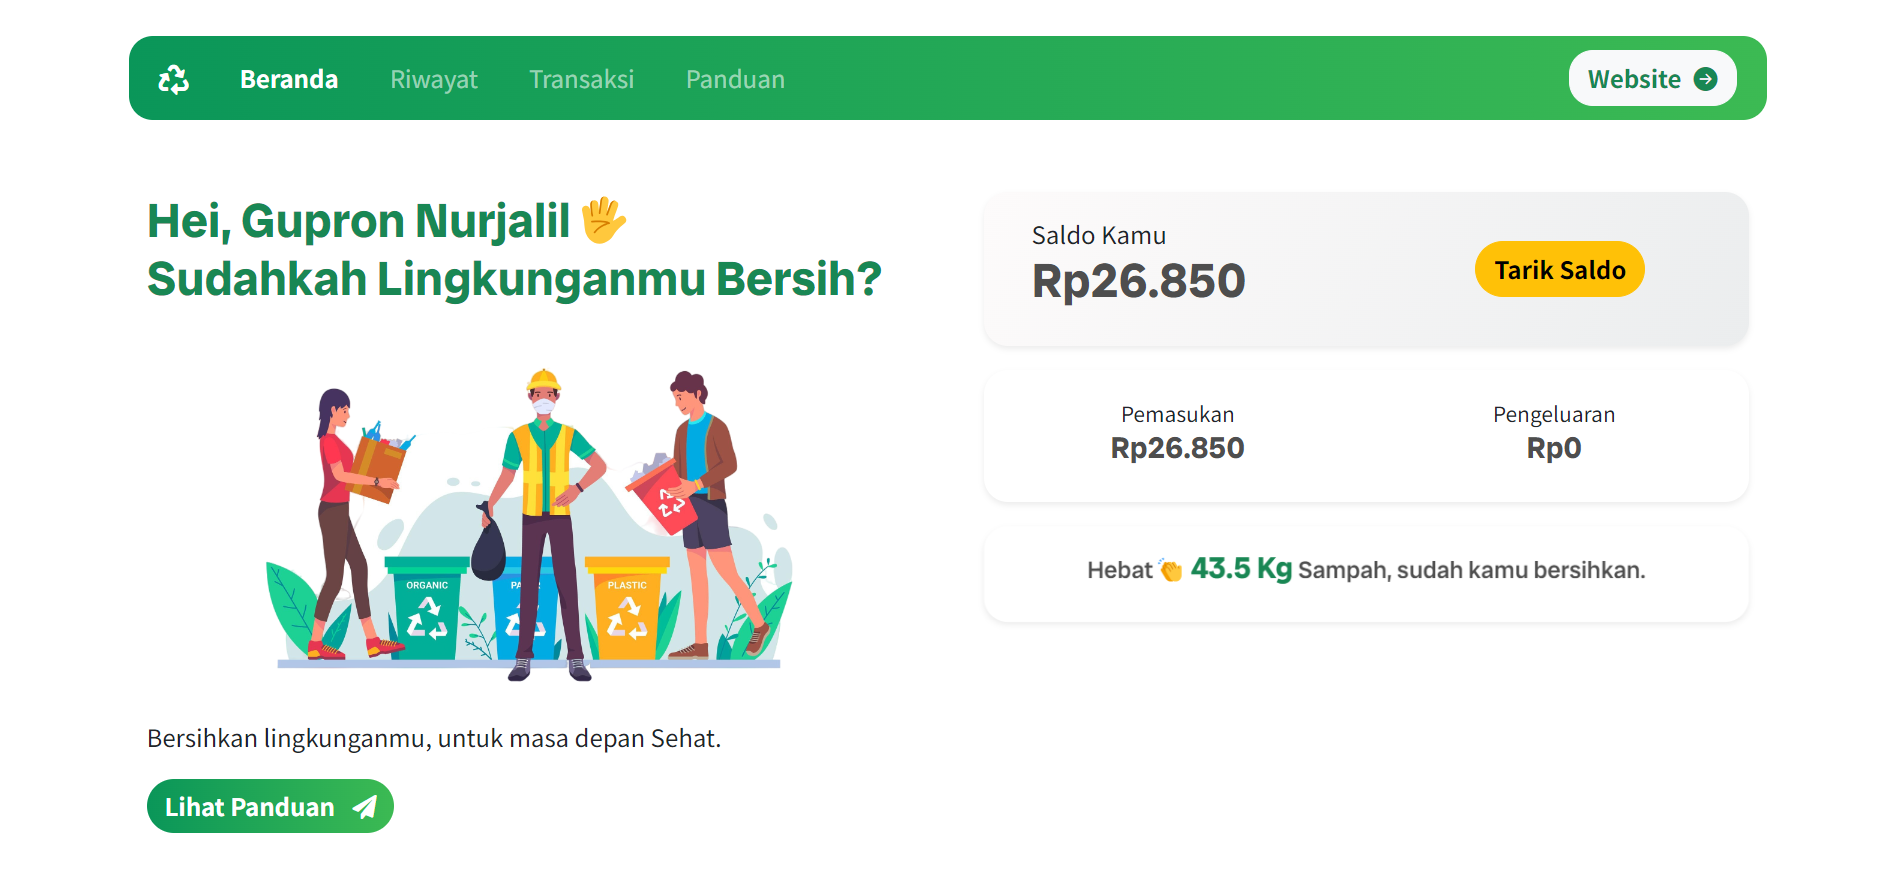 Beranda Riwayat Transaksi Panduan Website
Hei, Gupron Nurjalil 🖐
Sudahkah Lingkunganmu Bersih?
ORGANIC
PLASTIC
Bersihkan lingkunganmu, untuk masa depan Sehat.
Lihat Panduan
Saldo Kamu
Rp26.850
Tarik Saldo
Pemasukan
Rp26.850
Pengeluaran
Rp0
Hebat 👏 43.5 Kg Sampah, sudah kamu bersihkan.